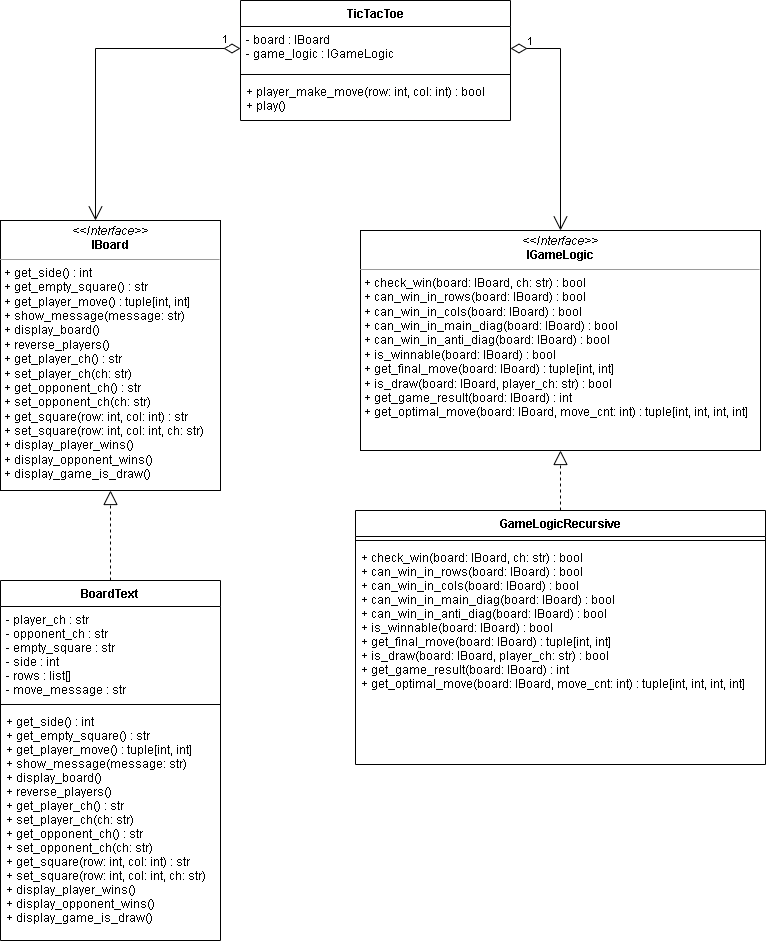 TicTacToe
- board : IBoard
- game_logic : IGameLogic
+ player_make_move(row: int, col: int) : bool
+ play()
1
1
<<Interface>>
IBoard
+ get_side() : int
+ get_empty_square() : str
+ get_player_move() : tuple[int, int]
+ show_message(message: str)
+ display_board()
+ reverse_players()
+ get_player_ch() : str
+ set_player_ch(ch: str)
+ get_opponent_ch() : str
+ set_opponent_ch(ch: str)
+ get_square(row: int, col: int) : str
+ set_square(row: int, col: int, ch: str)
+ display_player_wins()
+ display_opponent_wins()
+ display_game_is_draw()
<<Interface>>
IGameLogic
+ check_win(board: IBoard, ch: str) : bool
+ can_win_in_rows(board: IBoard) : bool
+ can_win_in_cols(board: IBoard) : bool
+ can_win_in_main_diag(board: IBoard) : bool
+ can_win_in_anti_diag(board: IBoard) : bool
+ is_winnable(board: IBoard) : bool
+ get_final_move(board: IBoard) : tuple[int, int]
+ is_draw(board: IBoard, player_ch: str) : bool
+ get_game_result(board: IBoard) : int
+ get_optimal_move(board: IBoard, move_cnt: int) : tuple[int, int, int, int]
BoardText
- player_ch : str
- opponent_ch : str
- empty_square : str
- side : int
- rows : list[]
- move_message : str
+ get_side() : int
+ get_empty_square() : str
+ get_player_move() : tuple[int, int]
+ show_message(message: str)
+ display_board()
+ reverse_players()
+ get_player_ch() : str
+ set_player_ch(ch: str)
+ get_opponent_ch() : str
+ set_opponent_ch(ch: str)
+ get_square(row: int, col: int) : str
+ set_square(row: int, col: int, ch: str)
+ display_player_wins()
+ display_opponent_wins()
+ display_game_is_draw()
GameLogicRecursive
+ check_win(board: IBoard, ch: str) : bool
+ can_win_in_rows(board: IBoard) : bool
+ can_win_in_cols(board: IBoard) : bool
+ can_win_in_main_diag(board: IBoard) : bool
+ can_win_in_anti_diag(board: IBoard) : bool
+ is_winnable(board: IBoard) : bool
+ get_final_move(board: IBoard) : tuple[int, int]
+ is_draw(board: IBoard, player_ch: str) : bool
+ get_game_result(board: IBoard) : int
+ get_optimal_move(board: IBoard, move_cnt: int) : tuple[int, int, int, int]